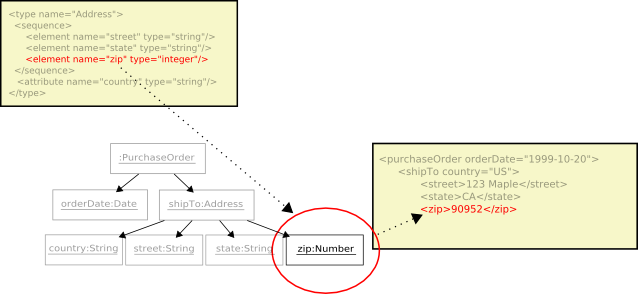 <type name="Address">
<sequence>
<element name="street" type="string"/>
<element name="state" type="string"/>
<element name="zip" type="integer"/>
</sequence>
<attribute name="country" type="string"/>
</type>
:PurchaseOrder
orderDate:Date
shipTo:Address
country:String
street:String
state:String
zip:Number
<purchaseOrder orderDate="1999-10-20">
<shipTo country="US">
<street>123 Maple</street>
<state>CA</state>
<zip>90952</zip>